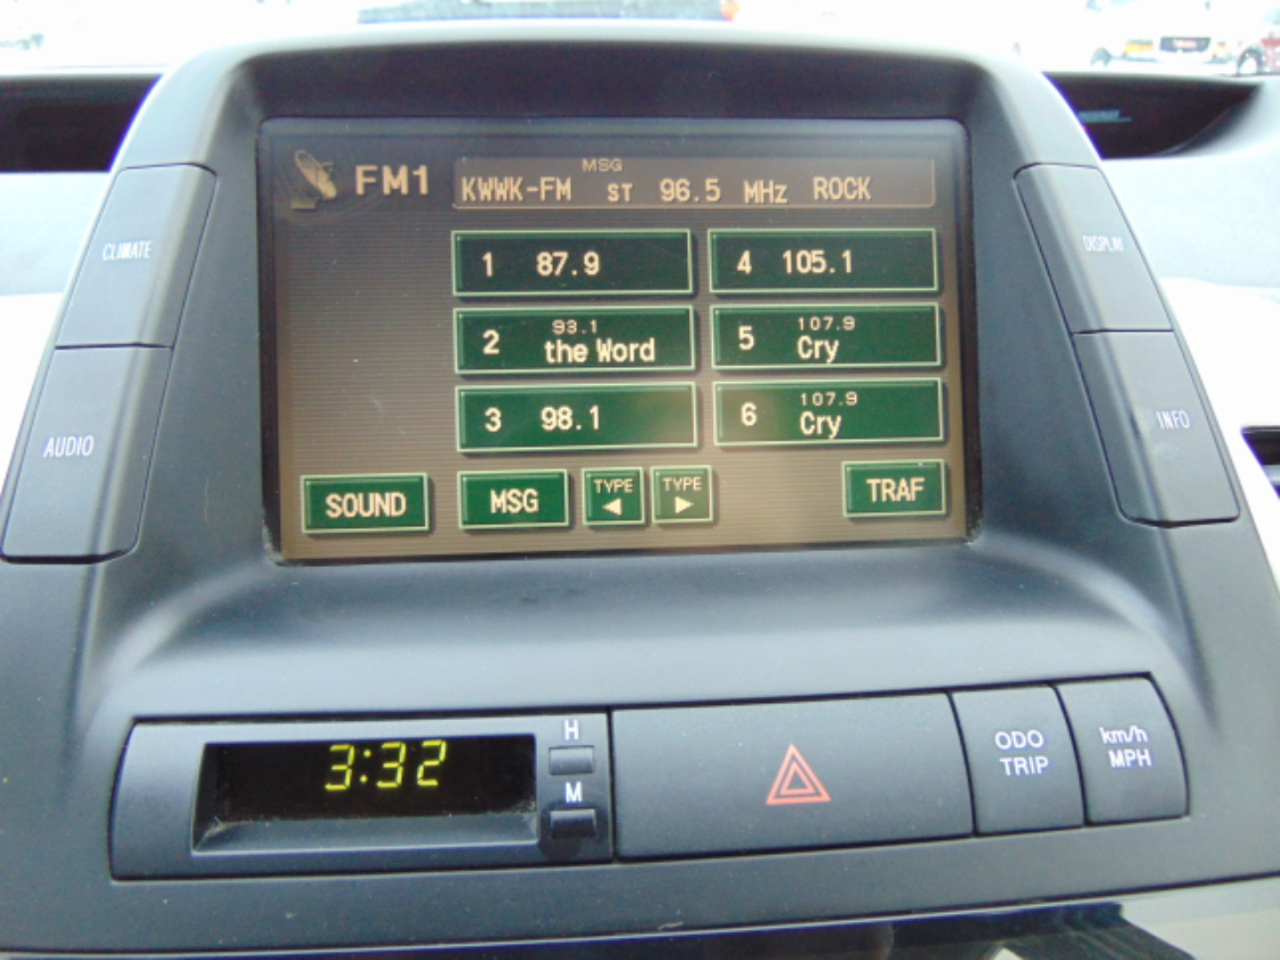 MSG
FM1 KWWK-FM ST 96.5 MHz ROCK
CLIMATE
DISPLAY
1 87.9
4 105.1
2 93.1 the Word
5 107.9 Cry
3 98.1
6 107.9 Cry
AUDIO
INFO
SOUND
MSG
TYPE ◀
TYPE ▶
TRAF
3:32
H
M
ODO
TRIP
km/h
MPH